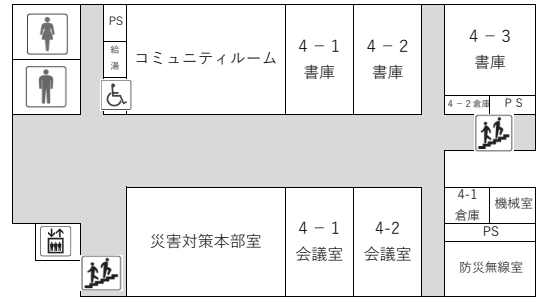 PS
給
湯
コミュニティルーム
４－１
書庫
４－２
書庫
４－３
書庫
４－２倉庫
ＰＳ
災害対策本部室
４－１
会議室
4-2
会議室
4-1
倉庫
機械室
PS
防災無線室